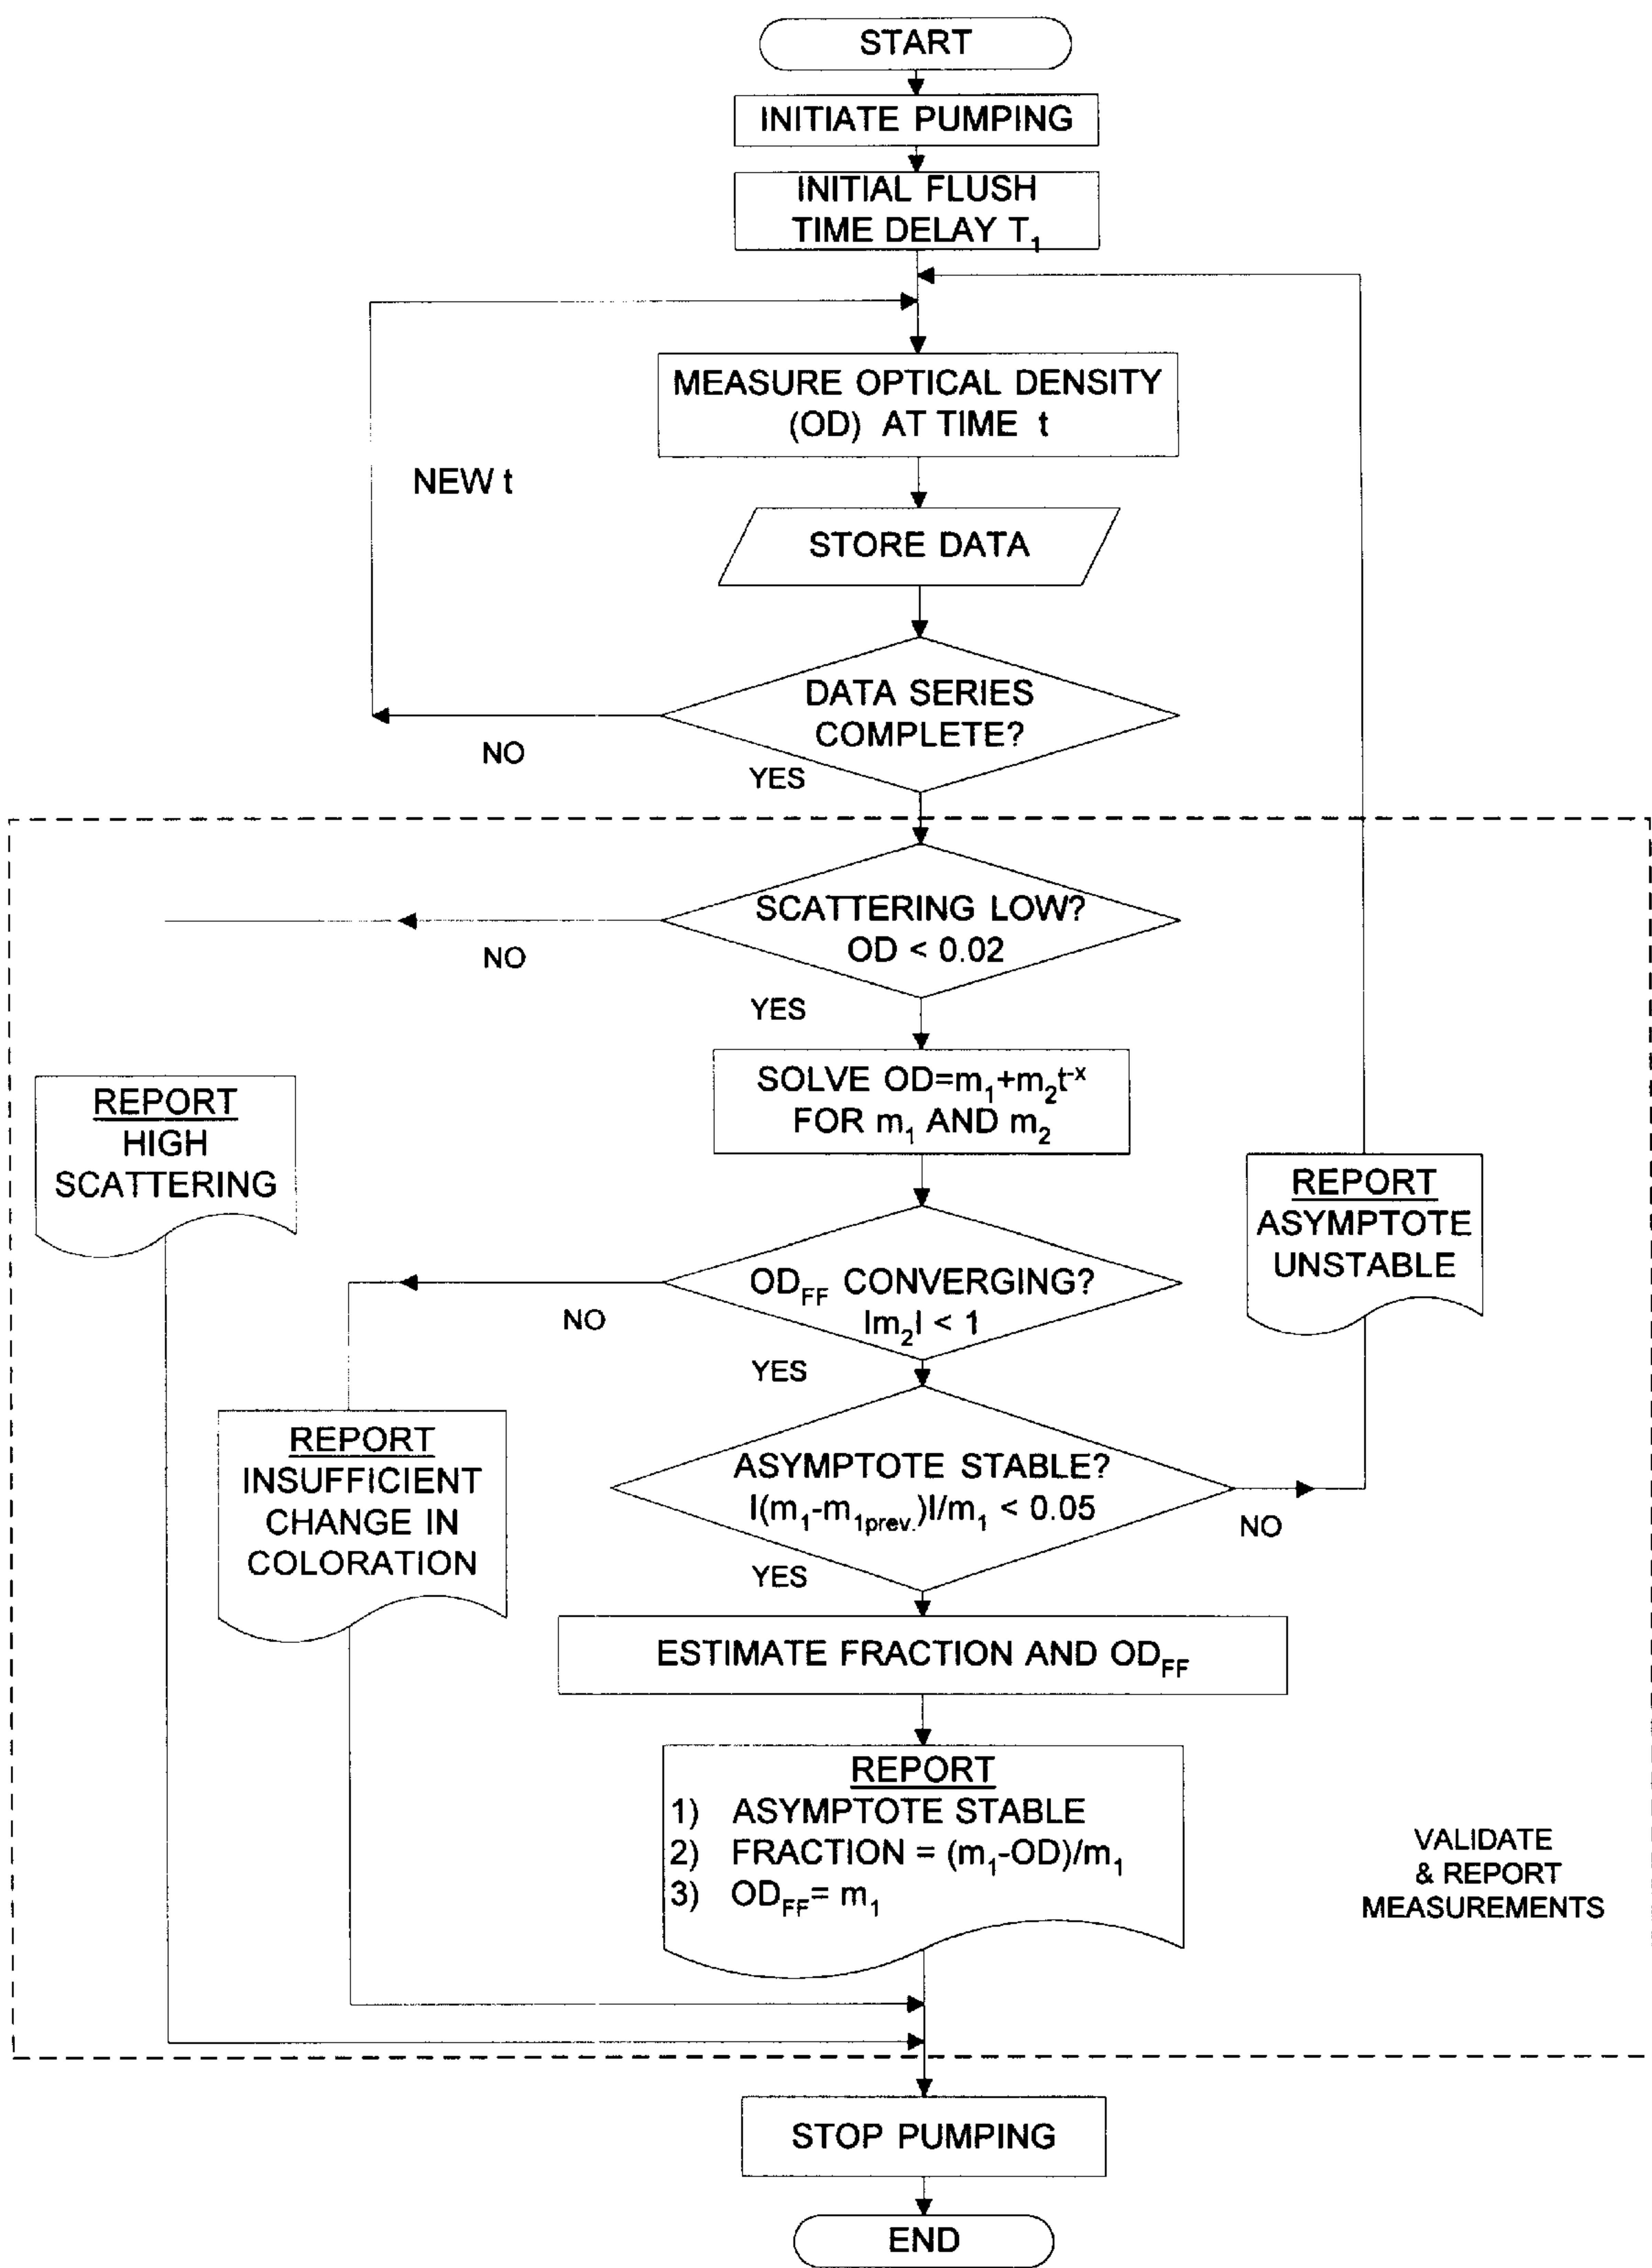 START
INITIATE PUMPING
INITIAL FLUSH
TIME DELAY T₁
MEASURE OPTICAL DENSITY
(OD) AT TIME t
NEW t
STORE DATA
DATA SERIES
COMPLETE?
NO
YES
SCATTERING LOW?
OD < 0.02
NO
YES
SOLVE OD=m₁+m₂t⁻ˣ
FOR m₁ AND m₂
REPORT
HIGH
SCATTERING
REPORT
ASYMPTOTE
UNSTABLE
OD_FF CONVERGING?
|m₂| < 1
NO
YES
REPORT
INSUFFICIENT
CHANGE IN
COLORATION
ASYMPTOTE STABLE?
|(m₁-m₁prev.)|/m₁ < 0.05
NO
YES
ESTIMATE FRACTION AND OD_FF
REPORT
1) ASYMPTOTE STABLE
2) FRACTION = (m₁-OD)/m₁
3) OD_FF= m₁
VALIDATE
& REPORT
MEASUREMENTS
STOP PUMPING
END